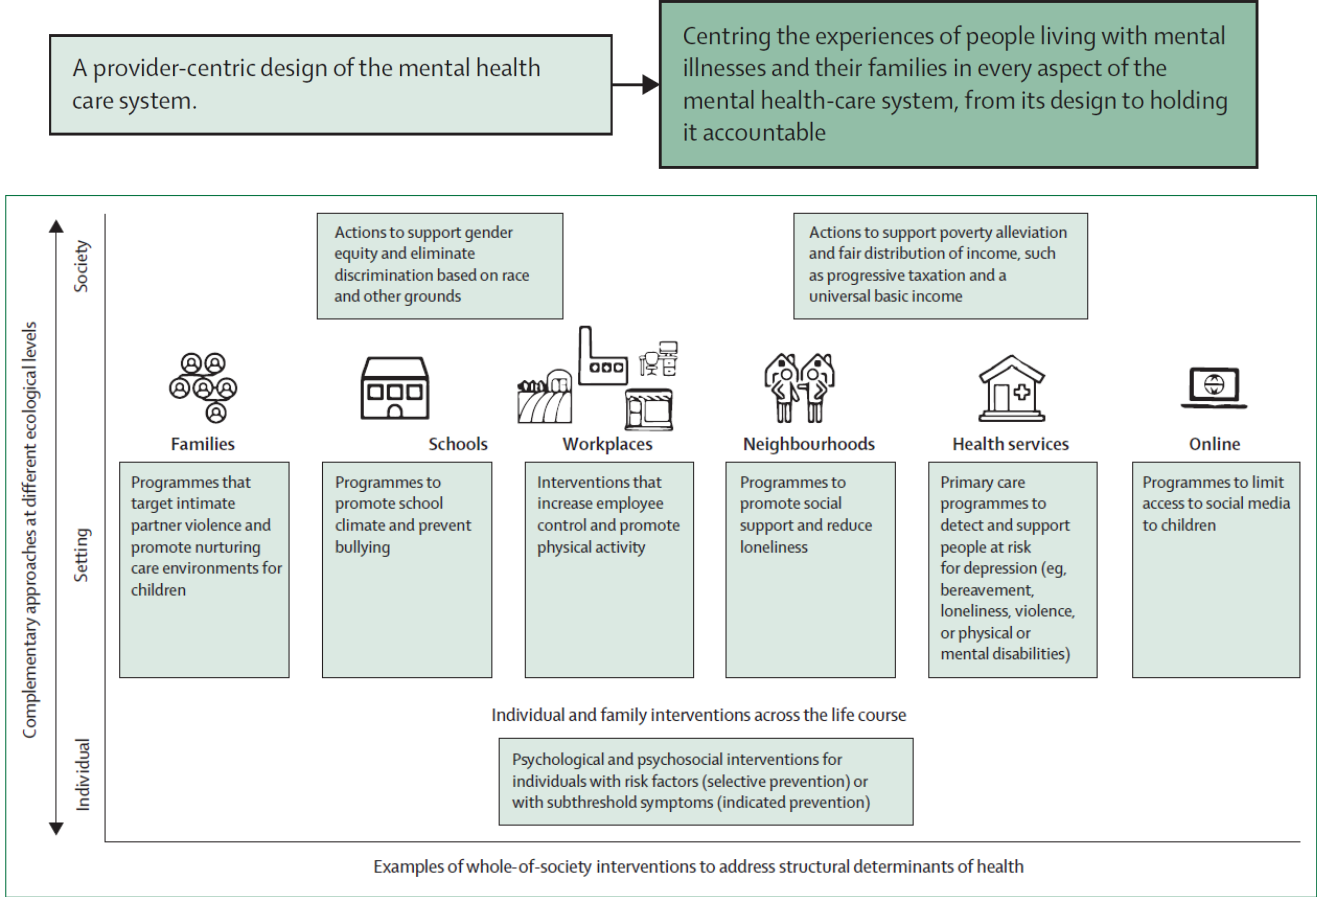 A provider-centric design of the mental health
care system.
Centring the experiences of people living with mental
illnesses and their families in every aspect of the
mental health-care system, from its design to holding
it accountable
Complementary approaches at different ecological levels
Society
Setting
Individual
Actions to support gender
equity and eliminate
discrimination based on race
and other grounds
Actions to support poverty alleviation
and fair distribution of income, such
as progressive taxation and a
universal basic income
Families
Programmes that
target intimate
partner violence and
promote nurturing
care environments for
children
Schools
Programmes to
promote school
climate and prevent
bullying
Workplaces
Interventions that
increase employee
control and promote
physical activity
Neighbourhoods
Programmes to
promote social
support and reduce
loneliness
Health services
Primary care
programmes to
detect and support
people at risk
for depression (eg,
bereavement,
loneliness, violence,
or physical or
mental disabilities)
Online
Programmes to limit
access to social media
to children
Individual and family interventions across the life course
Psychological and psychosocial interventions for
individuals with risk factors (selective prevention) or
with subthreshold symptoms (indicated prevention)
Examples of whole-of-society interventions to address structural determinants of health